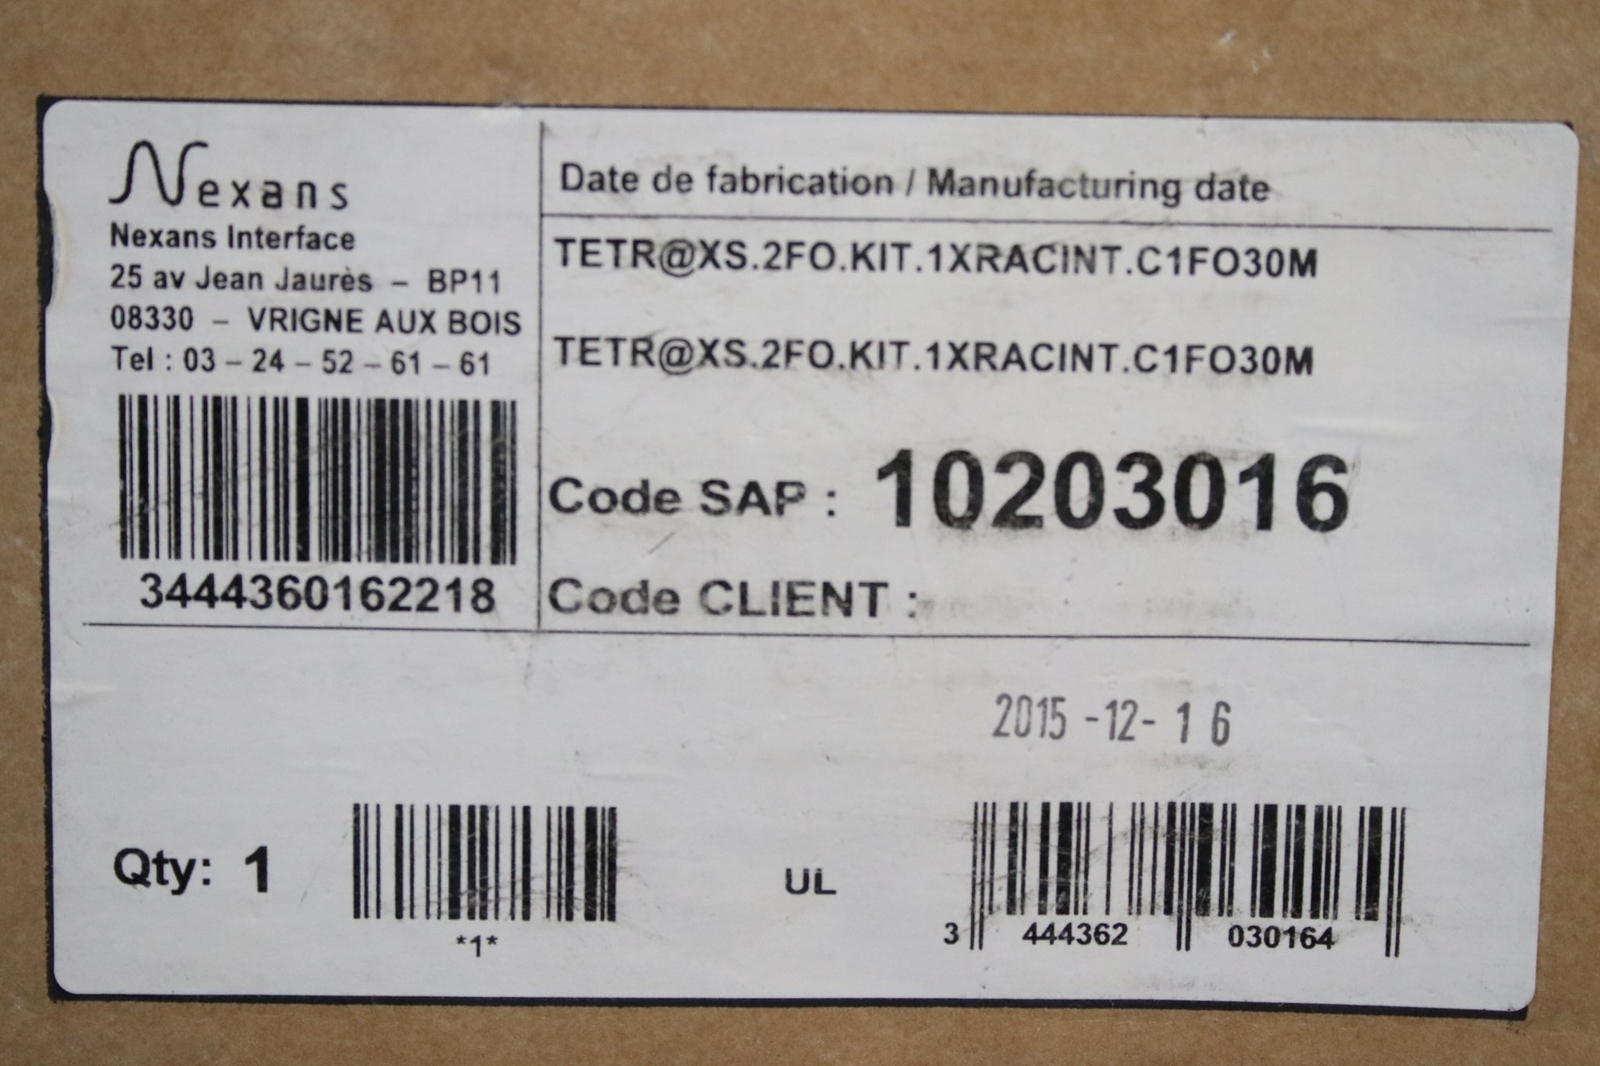 Nexans
Nexans Interface
25 av Jean Jaurès – BP11
08330 – VRIGNE AUX BOIS
Tel : 03 – 24 – 52 – 61 – 61
3444360162218
Date de fabrication / Manufacturing date
TETR@XS.2FO.KIT.1XRACINT.C1FO30M
TETR@XS.2FO.KIT.1XRACINT.C1FO30M
Code SAP : 10203016
Code CLIENT :
2015-12-16
Qty: 1
*1*
UL
3 444362 030164